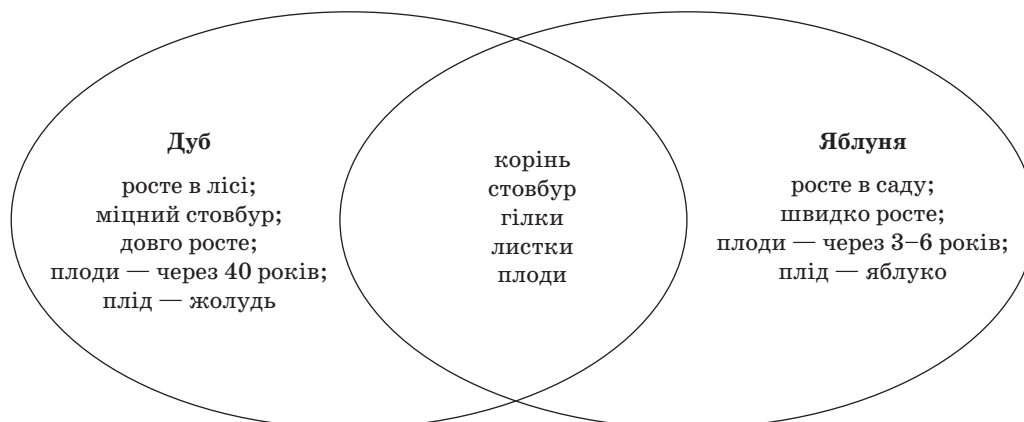 Дуб
росте в лісі;
міцний стовбур;
довго росте;
плоди — через 40 років;
плід — жолудь
корінь
стовбур
гілки
листки
плоди
Яблуня
росте в саду;
швидко росте;
плоди — через 3–6 років;
плід — яблуко